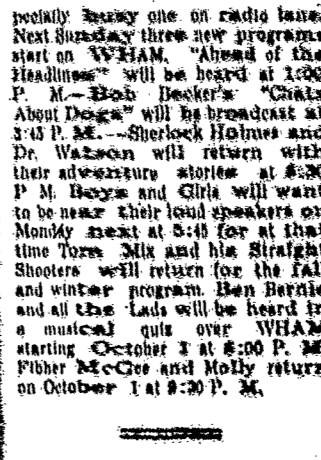 pecially busy one on radio lane.
Next Sunday three new programs
start on WHAM. "Ahead of the
Headlines" will be heard at 1:00
P. M.—Bob Becker's "Chats
About Dogs" will be broadcast at
3:45 P. M.—Sherlock Holmes and
Dr. Watson will return with
their adventure stories at
P M. Boys and Girls will want
to be near their loud speakers on
Monday next at 5:45 for at that
time Tom Mix and his Straight
Shooters will return for the fall
and winter program. Ben Bernie
and all the Lads will be heard in
a musical quiz over WHAM
starting October 1 at 8:00 P. M.
Fibber McGee and Molly return
on October 1 at 9:30 P. M.